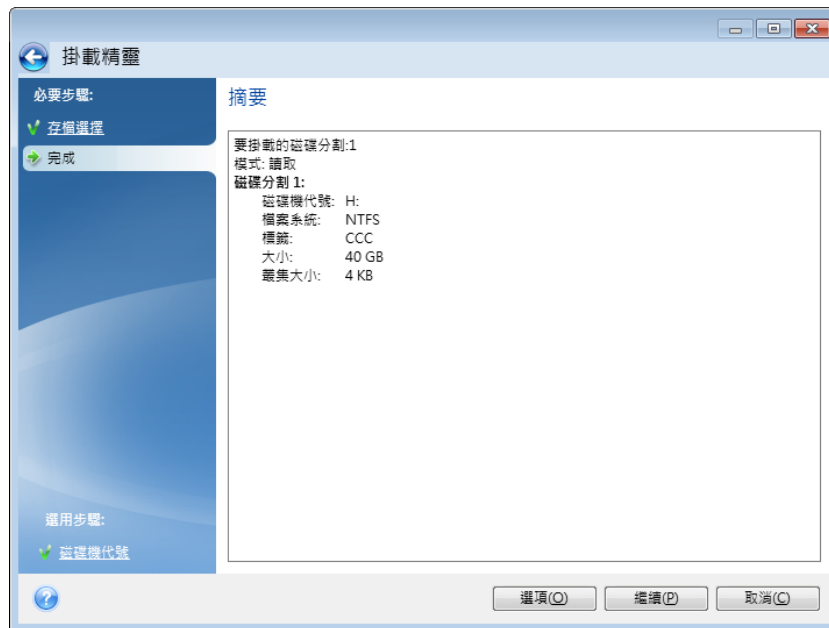 掛載精靈
必要步驟:
存檔選擇
完成
選用步驟:
磁碟機代號
摘要
要掛載的磁碟分割:1
模式: 讀取
磁碟分割 1:
磁碟機代號: H:
檔案系統: NTFS
標籤: CCC
大小: 40 GB
叢集大小: 4 KB
選項(O) 繼續(P) 取消(C)